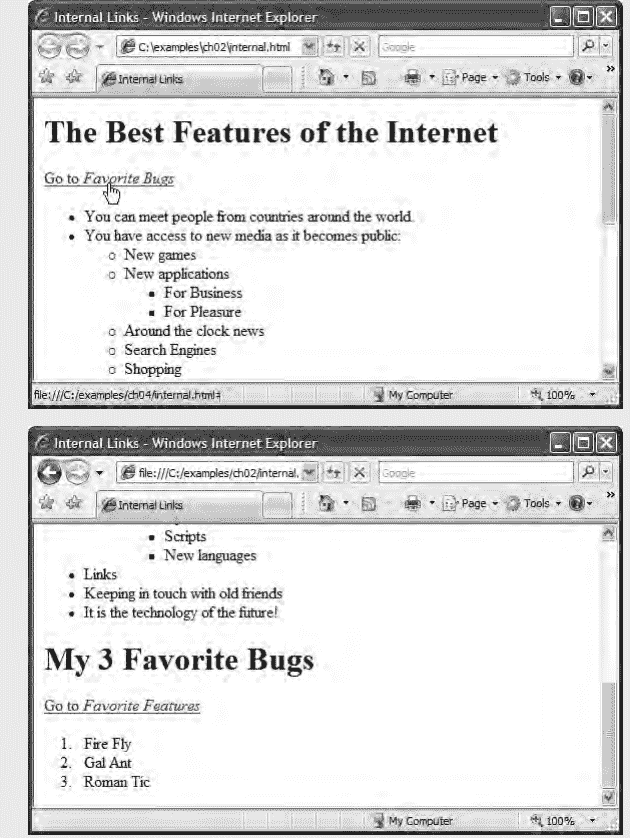 Internal Links - Windows Internet Explorer
C:\examples\ch02\internal.html
Google
Internal Links
Page
Tools
The Best Features of the Internet
Go to Favorite Bugs
• You can meet people from countries around the world.
• You have access to new media as it becomes public:
○ New games
○ New applications
■ For Business
■ For Pleasure
○ Around the clock news
○ Search Engines
○ Shopping
file:///C:/examples/ch04/internal.html#
My Computer
100%
Internal Links - Windows Internet Explorer
file:///C:/examples/ch02/internal.
Google
Internal Links
Page
Tools
■ Scripts
■ New languages
• Links
• Keeping in touch with old friends
• It is the technology of the future!
My 3 Favorite Bugs
Go to Favorite Features
1. Fire Fly
2. Gal Ant
3. Roman Tic
My Computer
100%